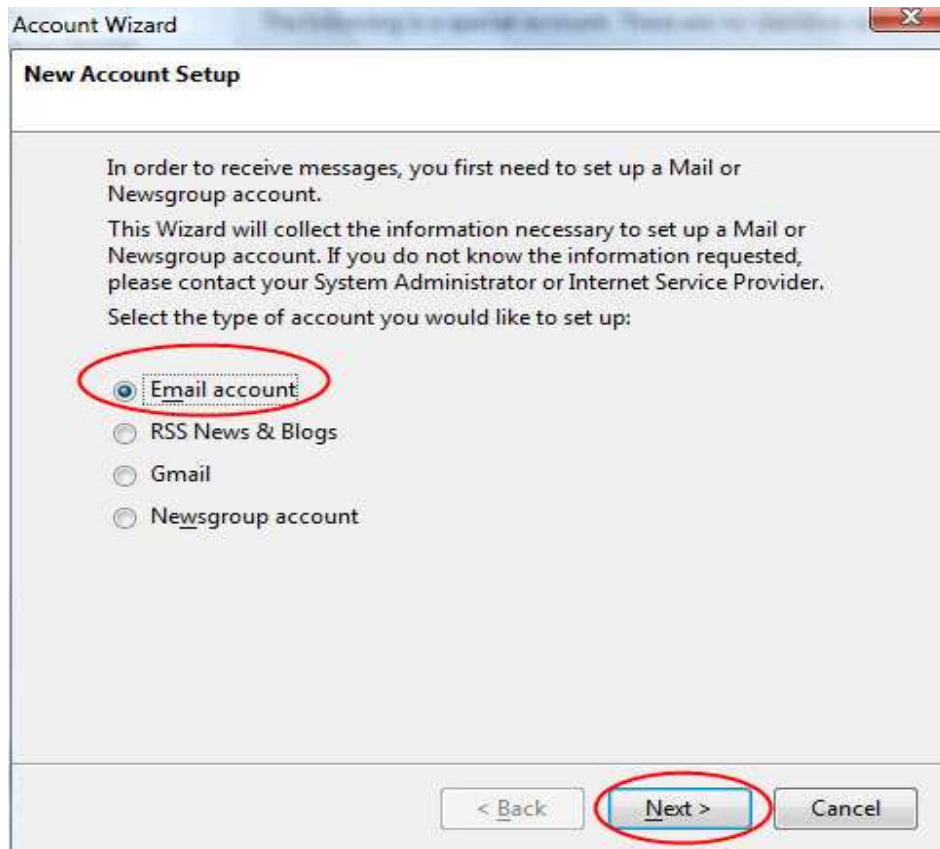 Account Wizard
New Account Setup
In order to receive messages, you first need to set up a Mail or
Newsgroup account.
This Wizard will collect the information necessary to set up a Mail or
Newsgroup account. If you do not know the information requested,
please contact your System Administrator or Internet Service Provider.
Select the type of account you would like to set up:
Email account
RSS News & Blogs
Gmail
Newsgroup account
< Back Next > Cancel